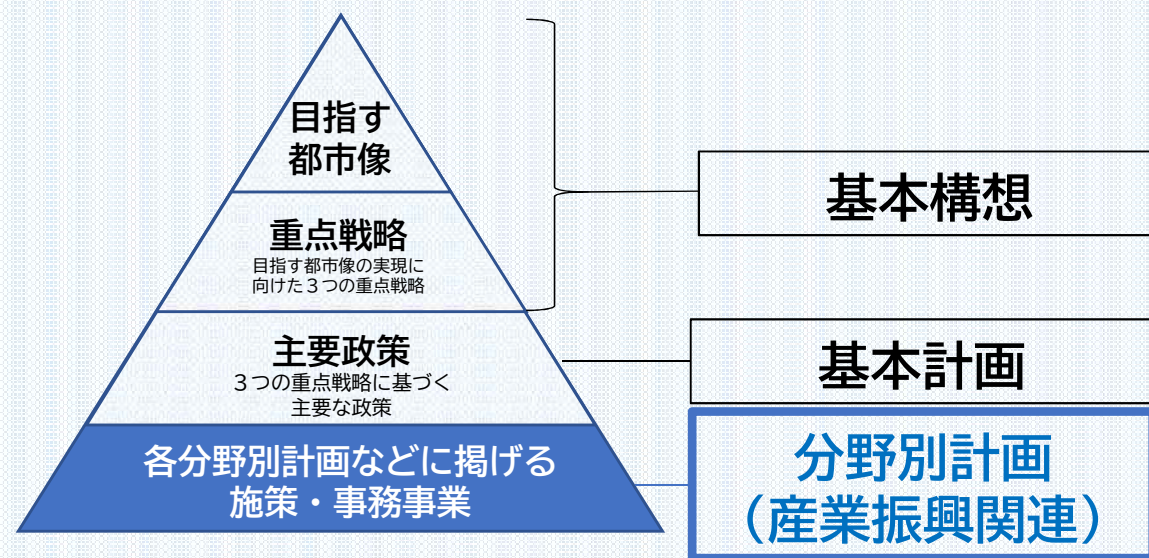 目指す
都市像
重点戦略
目指す都市像の実現に
向けた３つの重点戦略
主要政策
３つの重点戦略に基づく
主要な政策
各分野別計画などに掲げる
施策・事務事業
基本構想
基本計画
分野別計画
（産業振興関連）